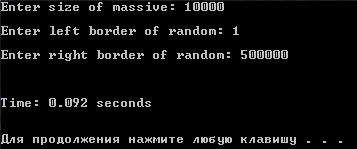 Enter size of massive: 10000
Enter left border of random: 1
Enter right border of random: 500000
Time: 0.092 seconds
Для продолжения нажмите любую клавишу . . .